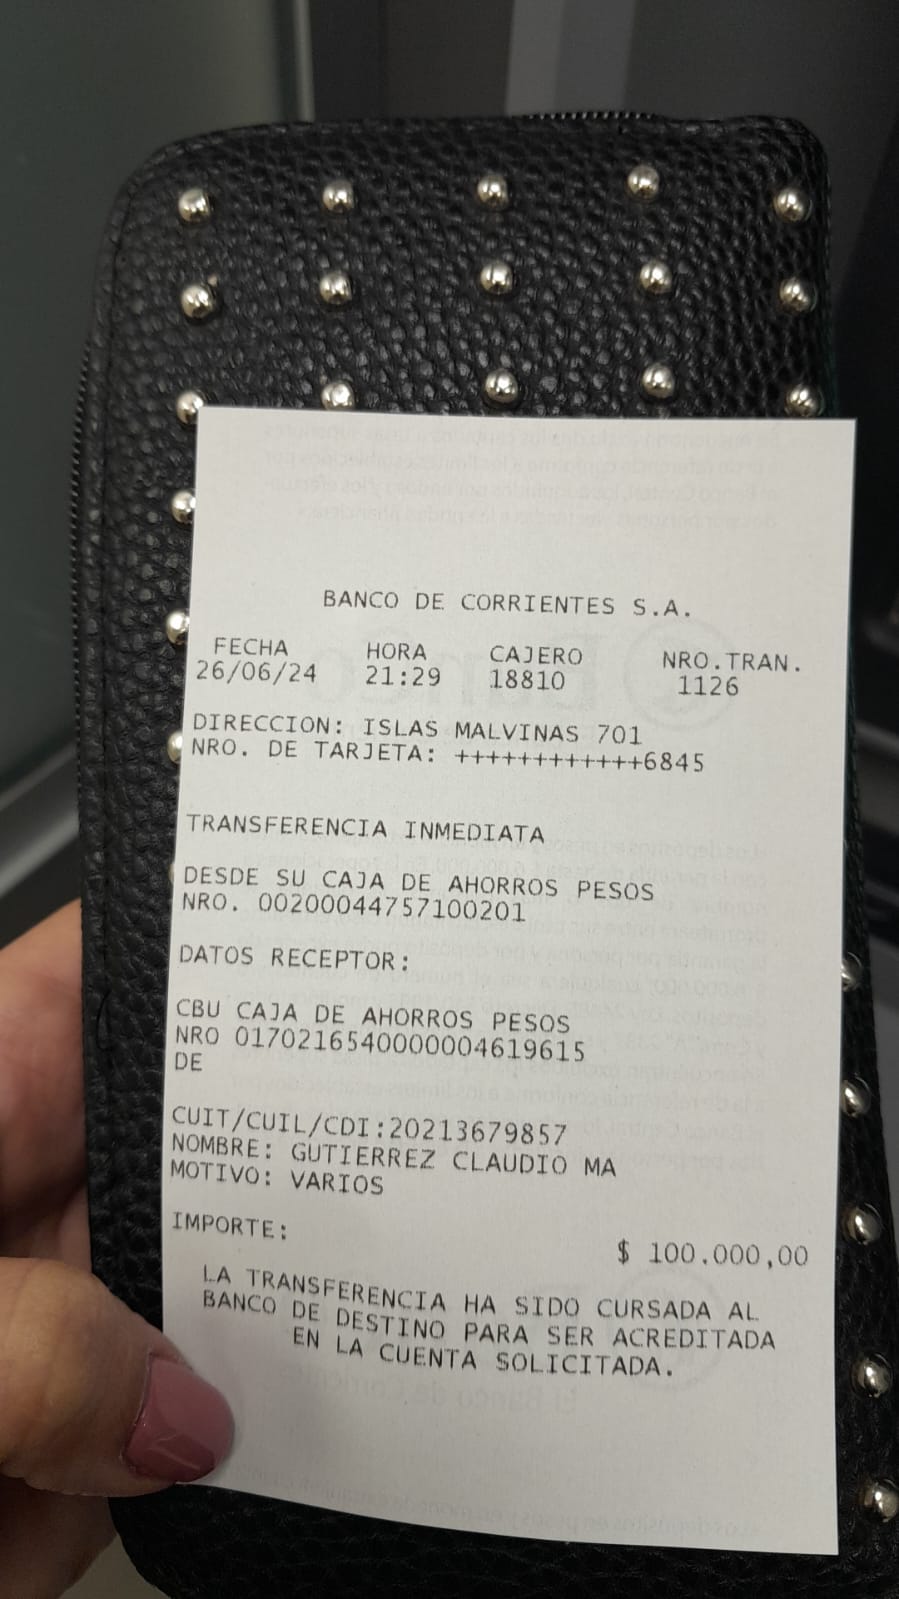 BANCO DE CORRIENTES S.A.
FECHA HORA CAJERO NRO.TRAN.
26/06/24 21:29 18810 1126
DIRECCION: ISLAS MALVINAS 701
NRO. DE TARJETA: ++++++++++++6845
TRANSFERENCIA INMEDIATA
DESDE SU CAJA DE AHORROS PESOS
NRO. 00200044757100201
DATOS RECEPTOR:
CBU CAJA DE AHORROS PESOS
NRO 0170216540000004619615
DE
CUIT/CUIL/CDI:20213679857
NOMBRE: GUTIERREZ CLAUDIO MA
MOTIVO: VARIOS
IMPORTE:
$ 100.000,00
LA TRANSFERENCIA HA SIDO CURSADA AL
BANCO DE DESTINO PARA SER ACREDITADA
EN LA CUENTA SOLICITADA.